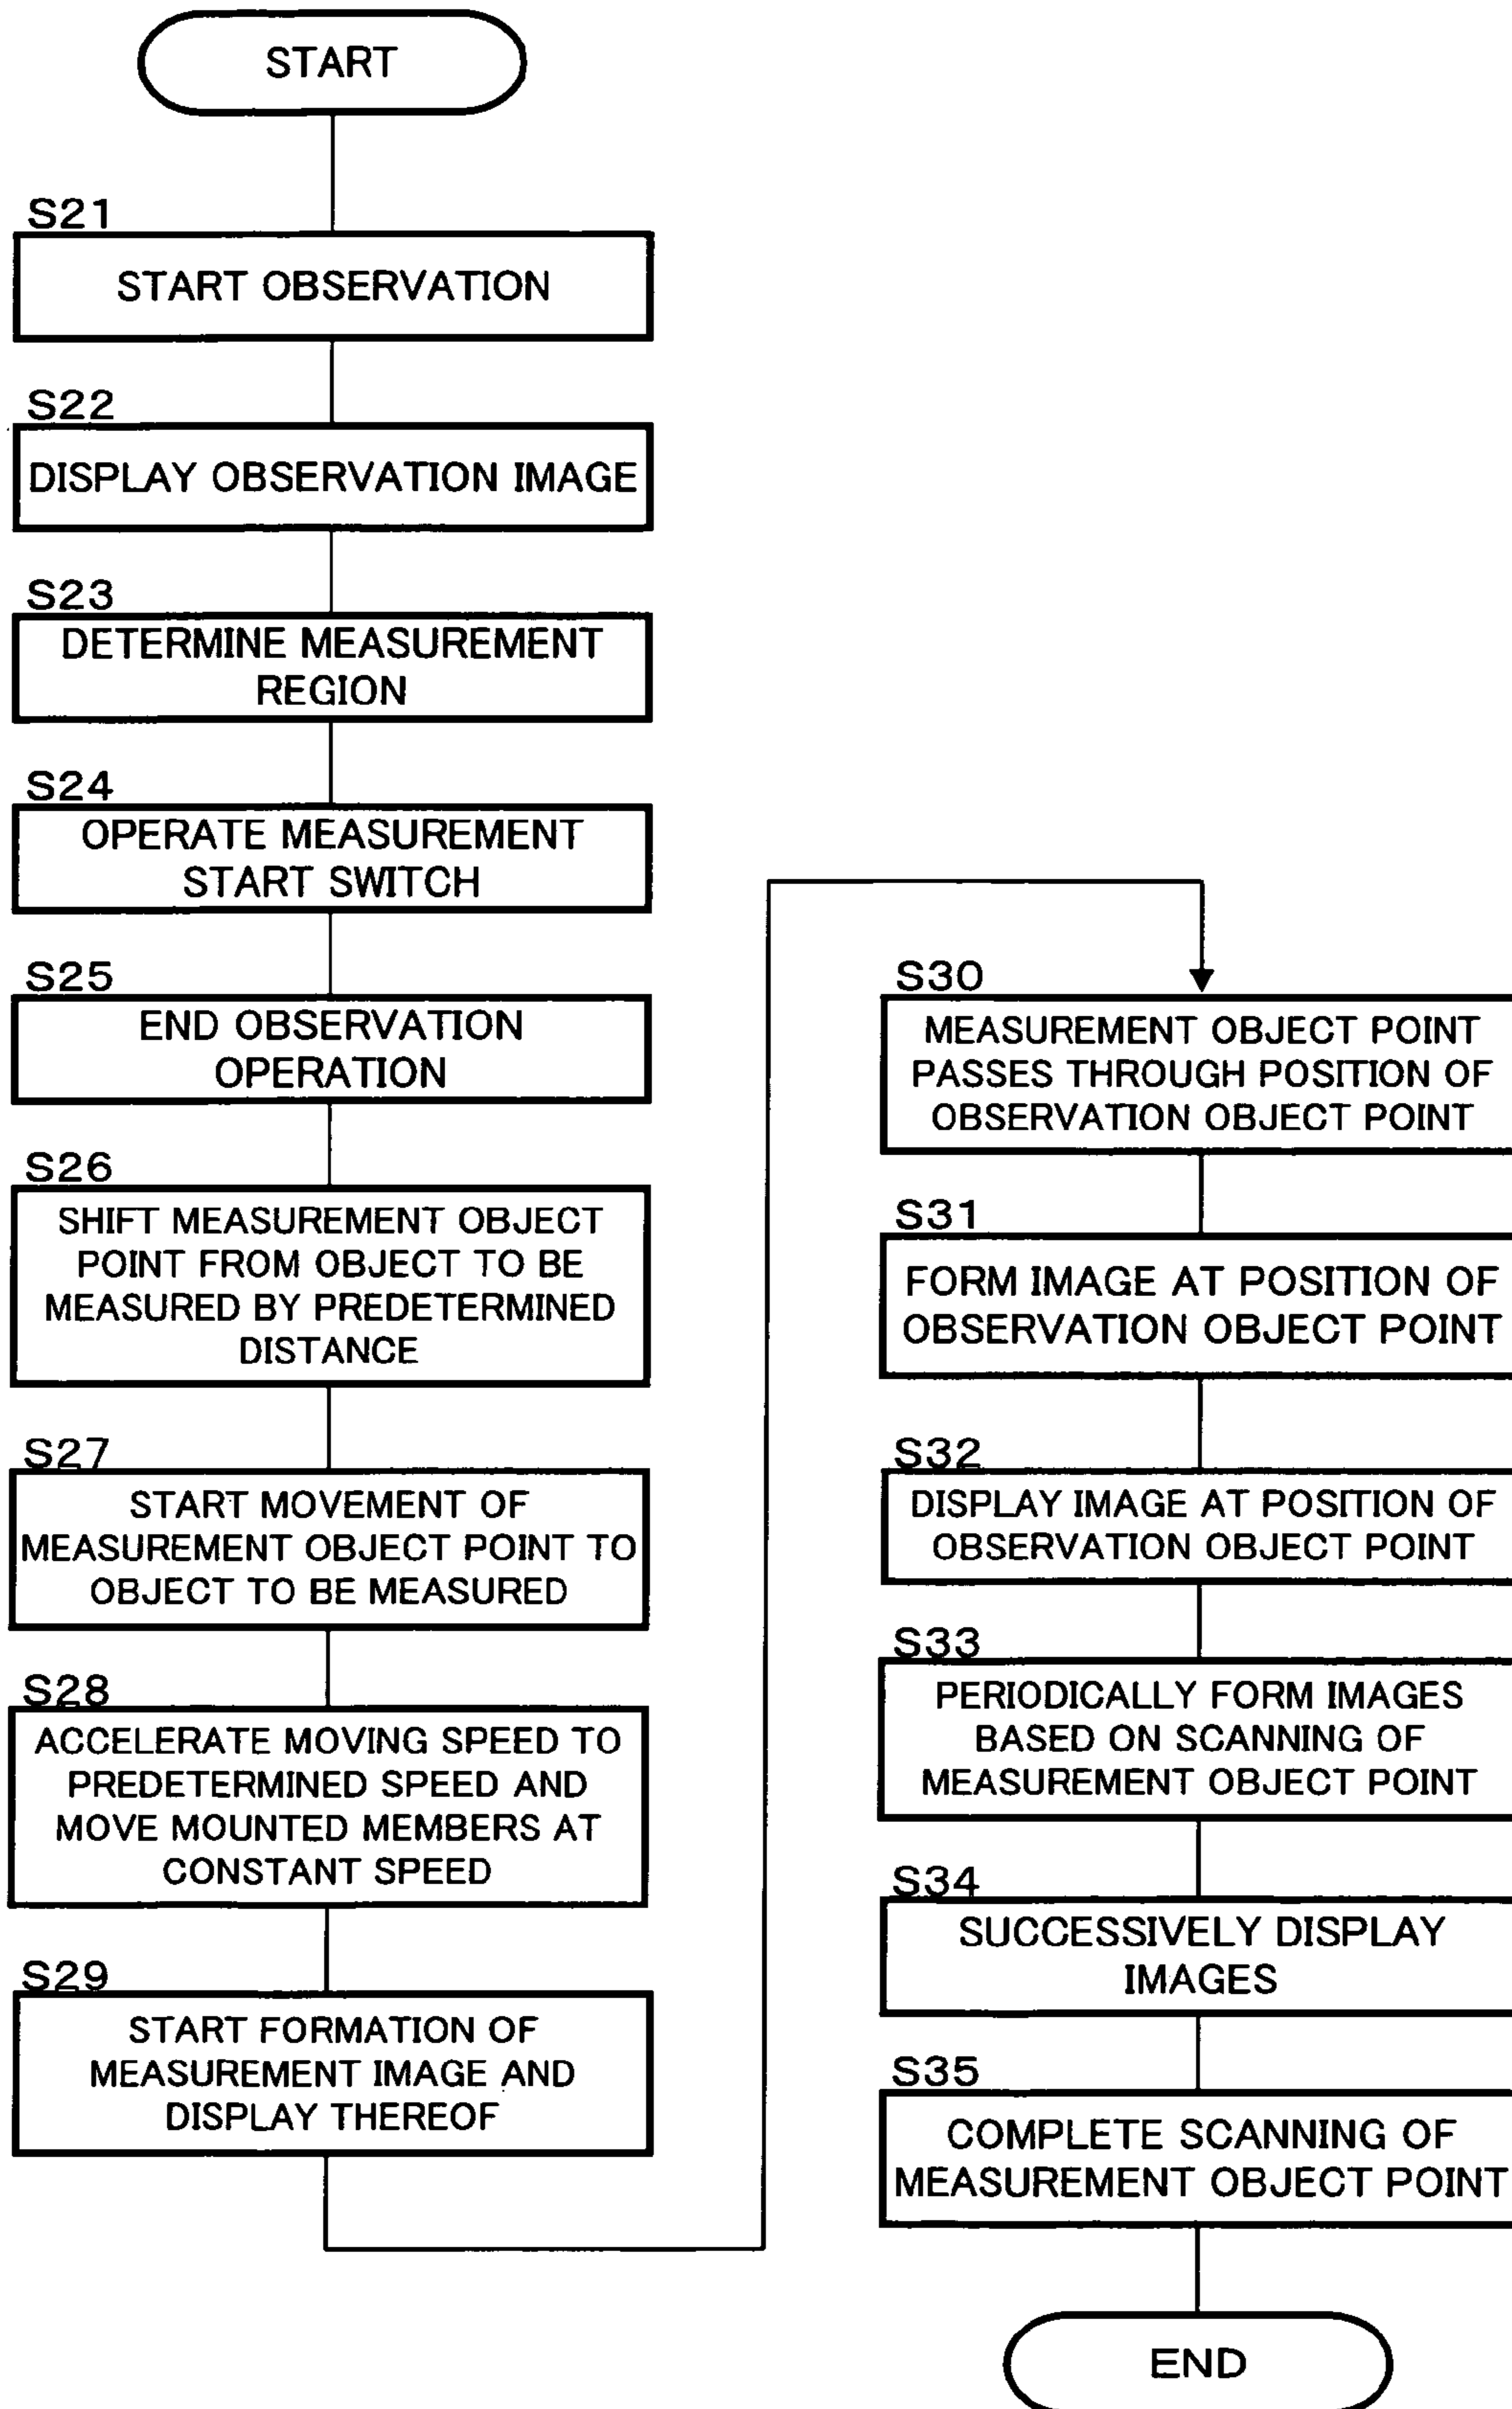 START
S21
START OBSERVATION
S22
DISPLAY OBSERVATION IMAGE
S23
DETERMINE MEASUREMENT
REGION
S24
OPERATE MEASUREMENT
START SWITCH
S25
END OBSERVATION
OPERATION
S26
SHIFT MEASUREMENT OBJECT
POINT FROM OBJECT TO BE
MEASURED BY PREDETERMINED
DISTANCE
S27
START MOVEMENT OF
MEASUREMENT OBJECT POINT TO
OBJECT TO BE MEASURED
S28
ACCELERATE MOVING SPEED TO
PREDETERMINED SPEED AND
MOVE MOUNTED MEMBERS AT
CONSTANT SPEED
S29
START FORMATION OF
MEASUREMENT IMAGE AND
DISPLAY THEREOF
S30
MEASUREMENT OBJECT POINT
PASSES THROUGH POSITION OF
OBSERVATION OBJECT POINT
S31
FORM IMAGE AT POSITION OF
OBSERVATION OBJECT POINT
S32
DISPLAY IMAGE AT POSITION OF
OBSERVATION OBJECT POINT
S33
PERIODICALLY FORM IMAGES
BASED ON SCANNING OF
MEASUREMENT OBJECT POINT
S34
SUCCESSIVELY DISPLAY
IMAGES
S35
COMPLETE SCANNING OF
MEASUREMENT OBJECT POINT
END